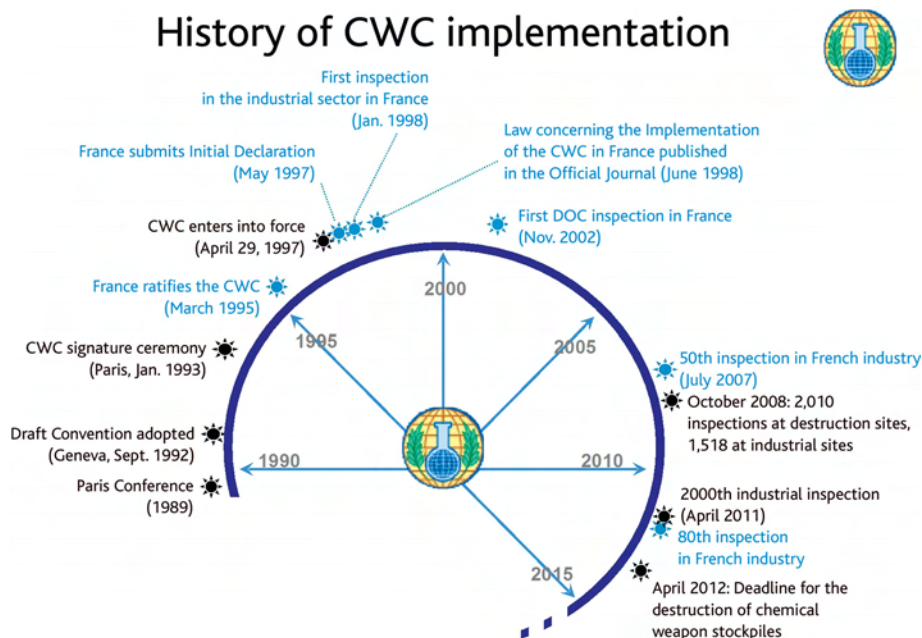 History of CWC implementation
First inspection
in the industrial sector in France
(Jan. 1998)
Law concerning the Implementation
of the CWC in France published
in the Official Journal (June 1998)
France submits Initial Declaration
(May 1997)
CWC enters into force
(April 29, 1997)
First DOC inspection in France
(Nov. 2002)
France ratifies the CWC
(March 1995)
2000
1995
2005
CWC signature ceremony
(Paris, Jan. 1993)
50th inspection in French industry
(July 2007)
October 2008: 2,010
inspections at destruction sites,
1,518 at industrial sites
Draft Convention adopted
(Geneva, Sept. 1992)
1990
2010
Paris Conference
(1989)
2000th industrial inspection
(April 2011)
80th inspection
in French industry
2015
April 2012: Deadline for the
destruction of chemical
weapon stockpiles